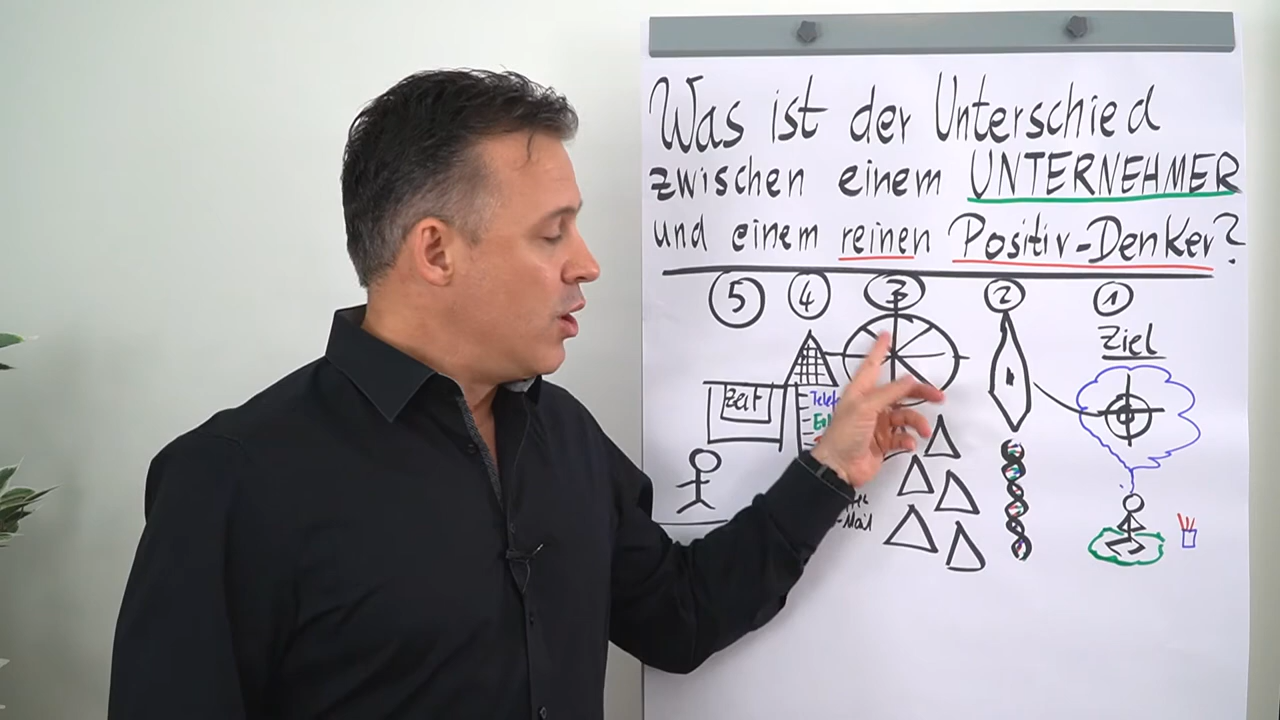 Was ist der Unterschied
zwischen einem UNTERNEHMER
und einem reinen Positiv-Denker?
5 4 3 2 1
Ziel
Zeit